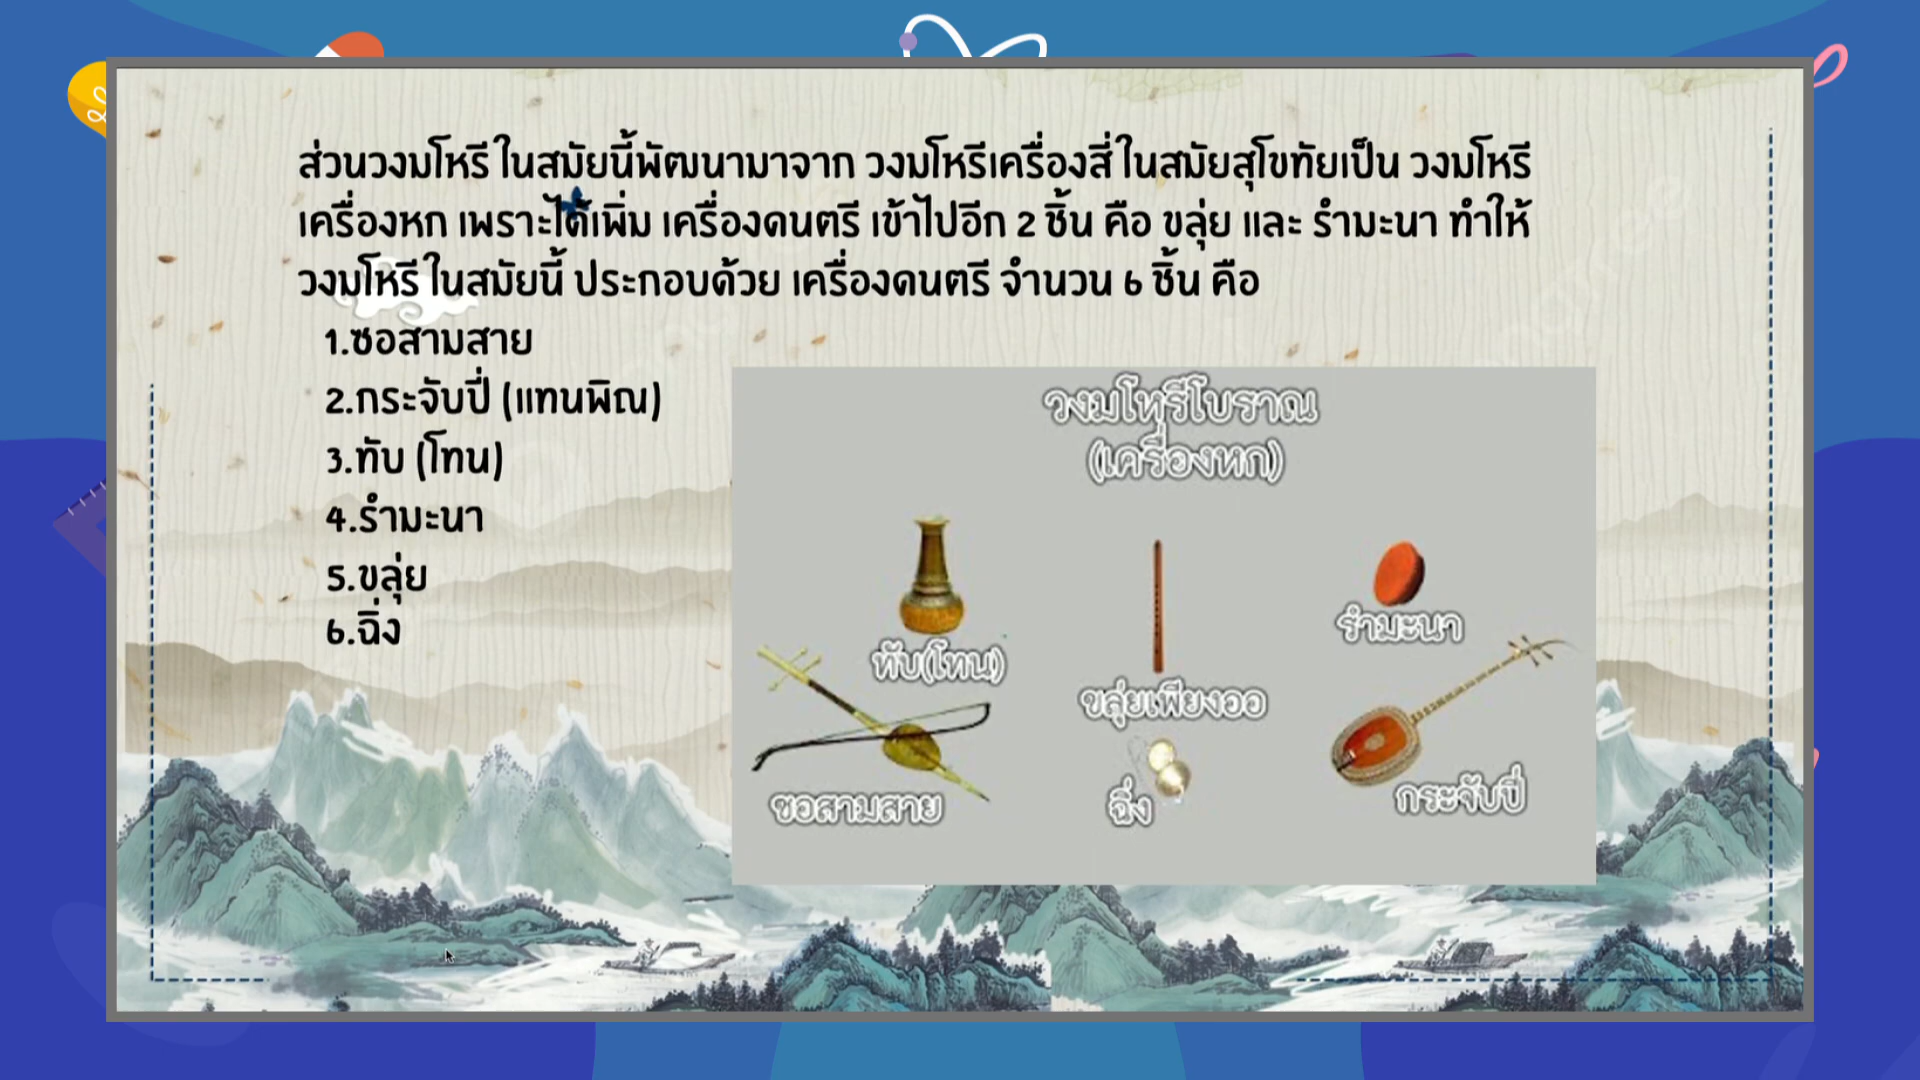 ส่วนวงมโหรี ในสมัยนี้พัฒนามาจาก วงมโหรีเครื่องสี่ ในสมัยสุโขทัยเป็น วงมโหรี
เครื่องหก เพราะได้เพิ่ม เครื่องดนตรี เข้าไปอีก 2 ชิ้น คือ ขลุ่ย และ รำมะนา ทำให้
วงมโหรี ในสมัยนี้ ประกอบด้วย เครื่องดนตรี จำนวน 6 ชิ้น คือ
1.ซอสามสาย
2.กระจับปี่ (แทนพิณ)
3.ทับ (โทน)
4.รำมะนา
5.ขลุ่ย
6.ฉิ่ง
วงมโหรีโบราณ
(เครื่องหก)
ทับ(โทน)
ขลุ่ยเพียงออ
รำมะนา
ซอสามสาย
ฉิ่ง
กระจับปี่